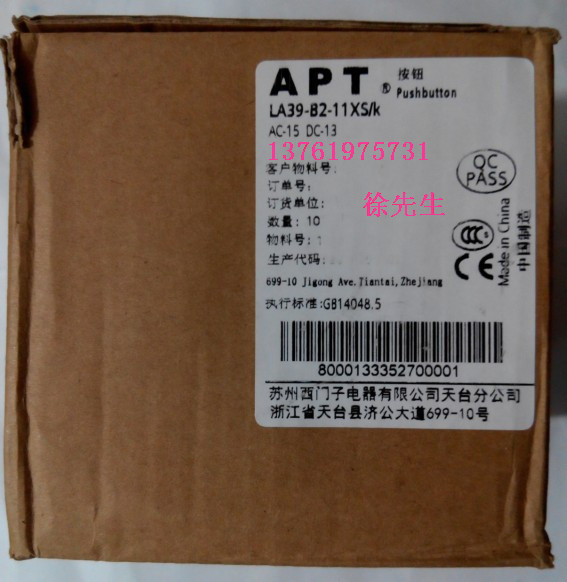 APT ® 按钮
Pushbutton
LA39-B2-11XS/k
AC-15 DC-13
13761975731
客户物料号:
订单号:
订货单位:
徐先生
数量: 10
物料号: 1
生产代码:
QC
PASS
CCC
CE
Made in China
中国制造
699-10 Jigong Ave.Tiantai,Zhejiang
执行标准:GB14048.5
8000133352700001
苏州西门子电器有限公司天台分公司
浙江省天台县济公大道699-10号